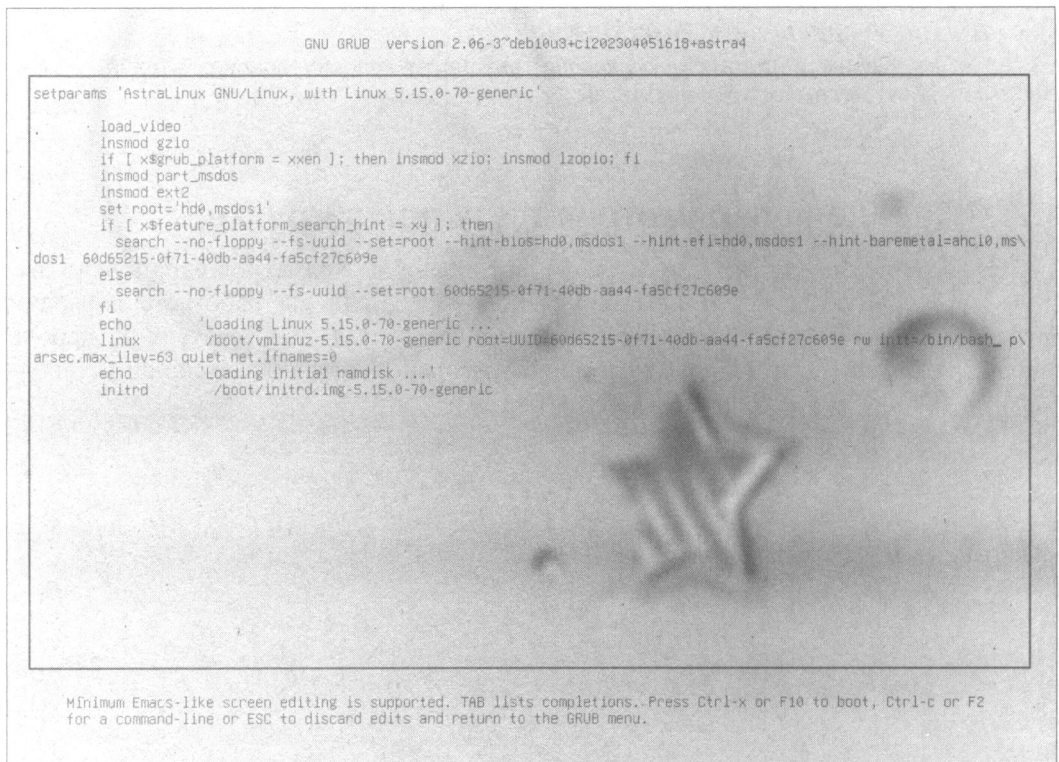 GNU GRUB version 2.06-3~deb10u3+ci202304051618+astra4
setparams 'AstraLinux GNU/Linux, with Linux 5.15.0-70-generic'
load_video
insmod gzio
if [ x$grub_platform = xxen ]; then insmod xzio; insmod lzopio; fi
insmod part_msdos
insmod ext2
set root='hd0,msdos1'
if [ x$feature_platform_search_hint = xy ]; then
search --no-floppy --fs-uuid --set=root --hint-bios=hd0,msdos1 --hint-efi=hd0,msdos1 --hint-baremetal=ahci0,ms\
dos1 60d65215-0f71-40db-aa44-fa5cf27c609e
else
search --no-floppy --fs-uuid --set=root 60d65215-0f71-40db-aa44-fa5cf27c609e
fi
echo 'Loading Linux 5.15.0-70-generic ...
linux /boot/vmlinuz-5.15.0-70-generic root=UUID=60d65215-0f71-40db-aa44-fa5cf27c609e rw init=/bin/bash_ p\
arsec.max_ilev=63 quiet net.ifnames=0
echo 'Loading initial ramdisk ...'
initrd /boot/initrd.img-5.15.0-70-generic
Minimum Emacs-like screen editing is supported. TAB lists completions. Press Ctrl-x or F10 to boot, Ctrl-c or F2
for a command-line or ESC to discard edits and return to the GRUB menu.